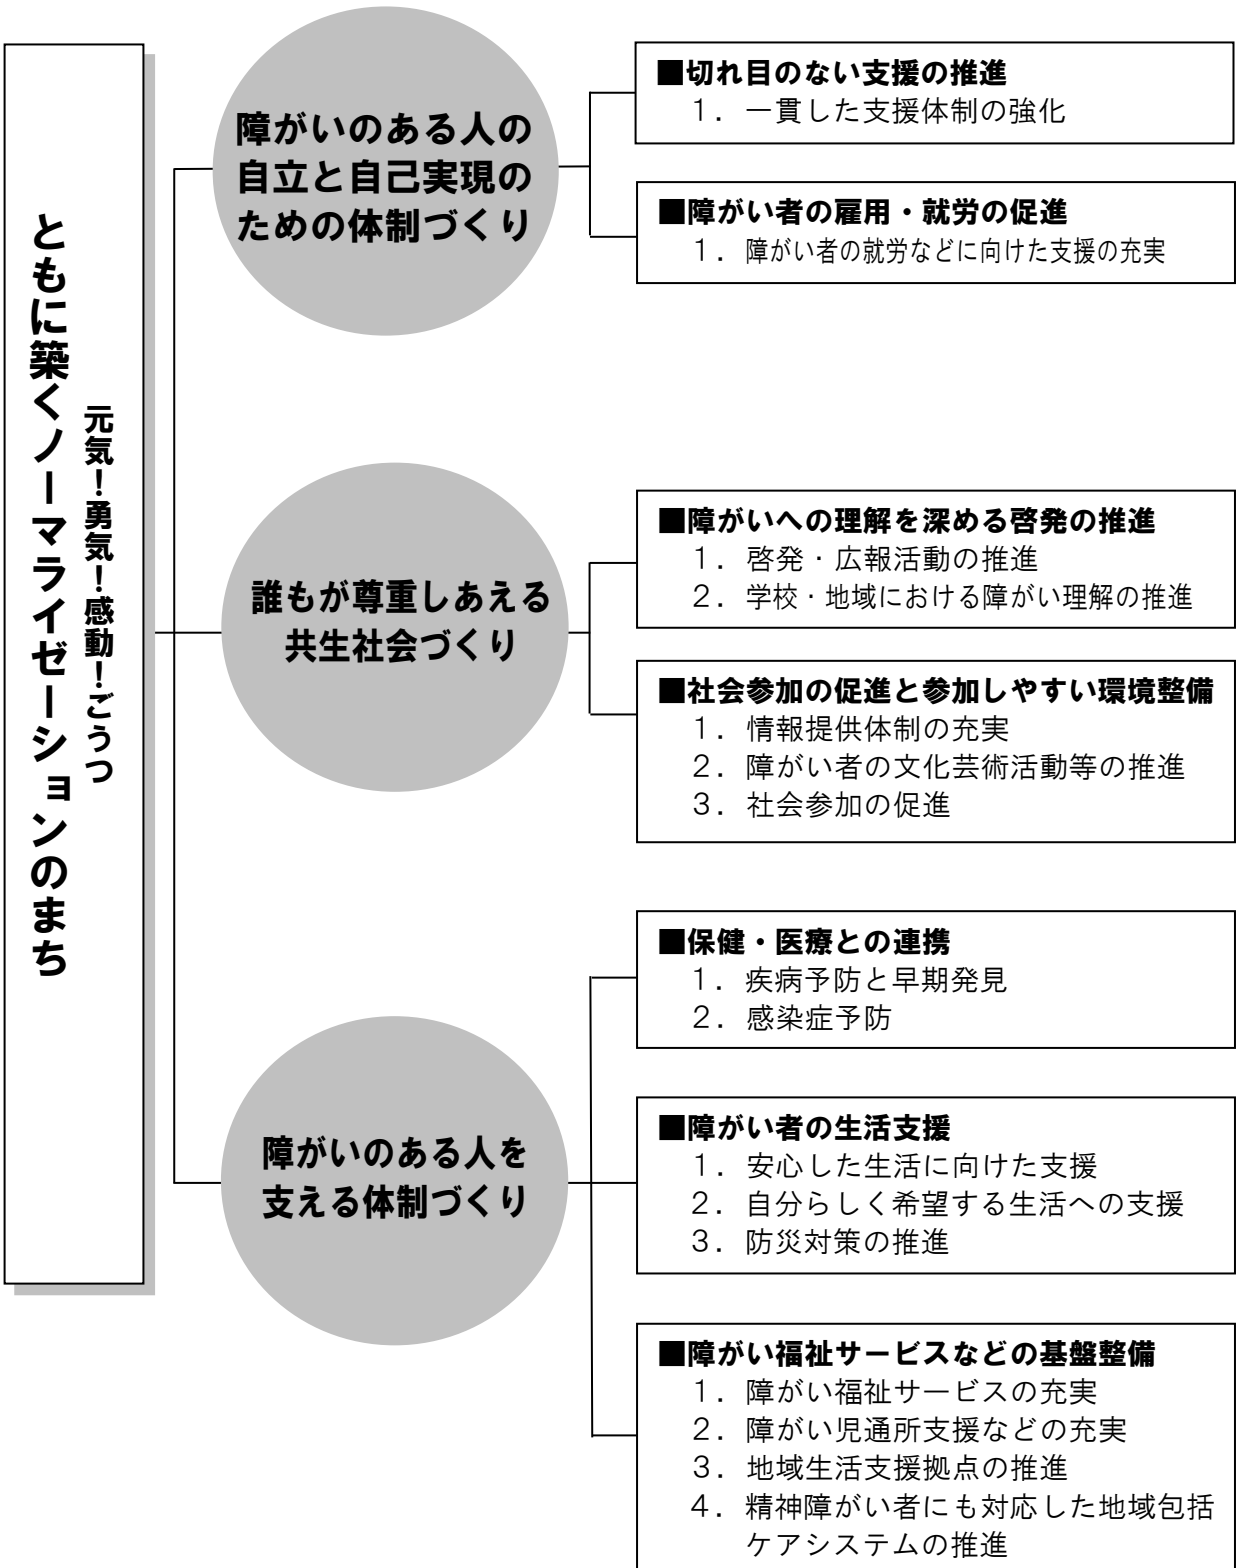 元気！勇気！感動！ごうつ
ともに築くノーマライゼーションのまち
障がいのある人の
自立と自己実現の
ための体制づくり
■切れ目のない支援の推進
１．一貫した支援体制の強化
■障がい者の雇用・就労の促進
１．障がい者の就労などに向けた支援の充実
誰もが尊重しあえる
共生社会づくり
■障がいへの理解を深める啓発の推進
１．啓発・広報活動の推進
２．学校・地域における障がい理解の推進
■社会参加の促進と参加しやすい環境整備
１．情報提供体制の充実
２．障がい者の文化芸術活動等の推進
３．社会参加の促進
障がいのある人を
支える体制づくり
■保健・医療との連携
１．疾病予防と早期発見
２．感染症予防
■障がい者の生活支援
１．安心した生活に向けた支援
２．自分らしく希望する生活への支援
３．防災対策の推進
■障がい福祉サービスなどの基盤整備
１．障がい福祉サービスの充実
２．障がい児通所支援などの充実
３．地域生活支援拠点の推進
４．精神障がい者にも対応した地域包括
ケアシステムの推進